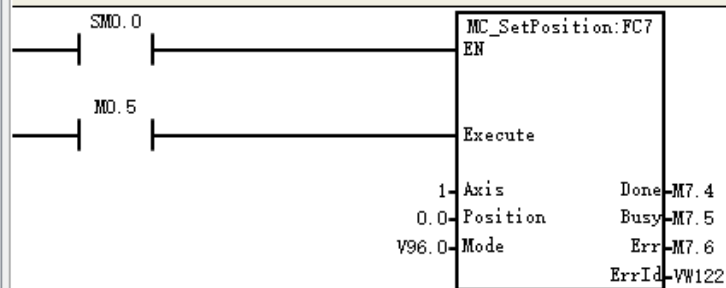 SM0.0
MC_SetPosition:FC7
EN
M0.5
Execute
1 Axis Done M7.4
0.0 Position Busy M7.5
V96.0 Mode Err M7.6
ErrId VW122